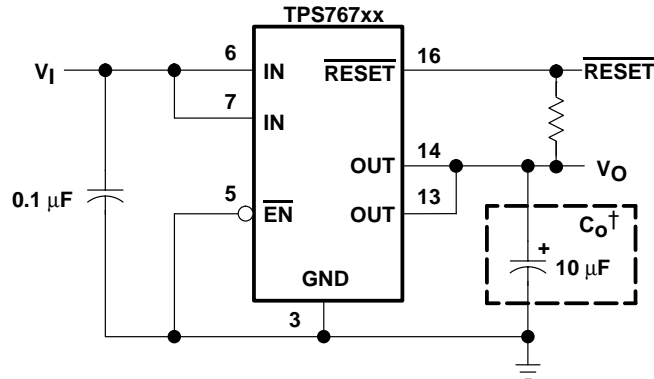 TPS767xx
6
16
VI
IN
RESET
RESET
7
IN
OUT
14
VO
0.1 μF
5
EN
OUT
13
Co†
+
10 μF
GND
3